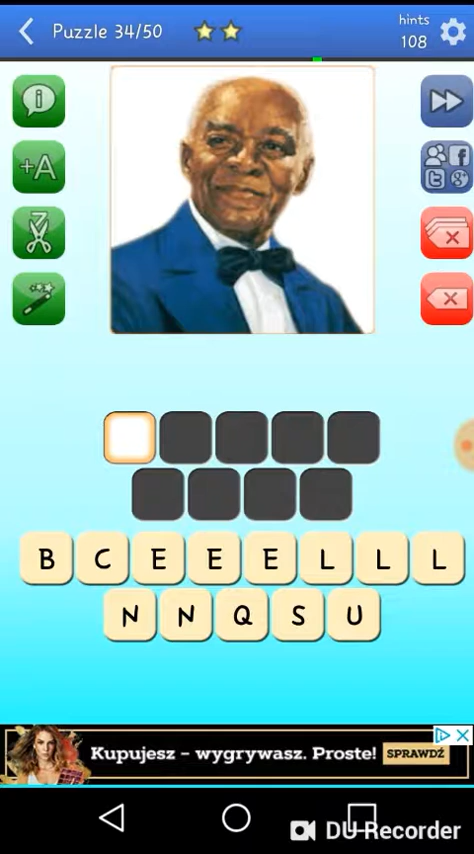 Puzzle 34/50
hints
108
+A
B C E E E L L L
N N Q S U
Kupujesz – wygrywasz. Proste! SPRAWDŹ
DU Recorder